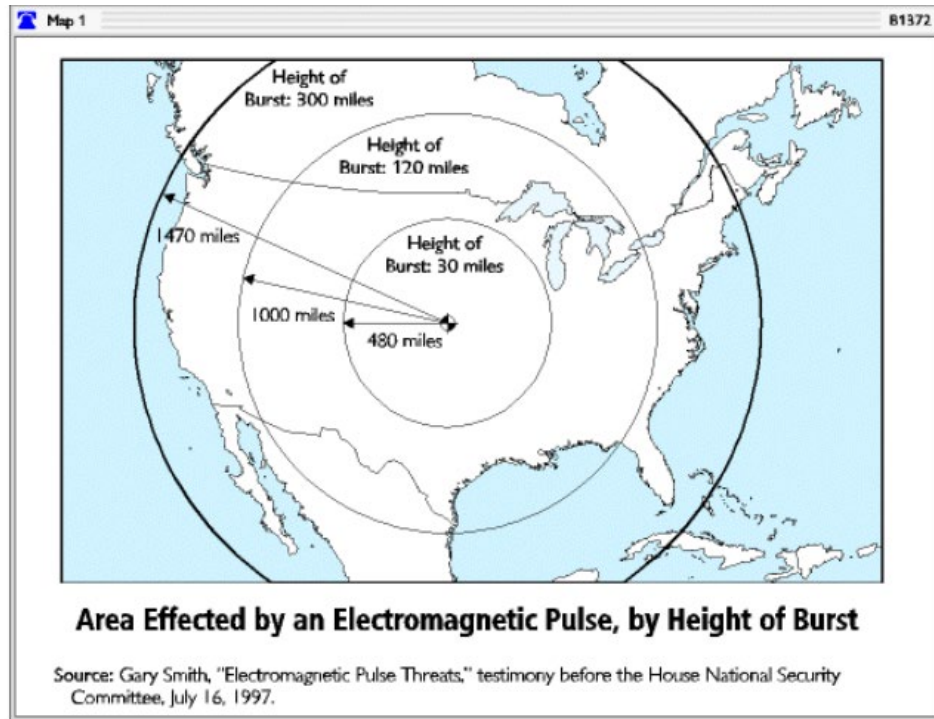 Map 1
B1372
Height of
Burst: 300 miles
Height of
Burst: 120 miles
Height of
Burst: 30 miles
1470 miles
1000 miles
480 miles
Area Effected by an Electromagnetic Pulse, by Height of Burst
Source: Gary Smith, "Electromagnetic Pulse Threats," testimony before the House National Security
Committee, July 16, 1997.